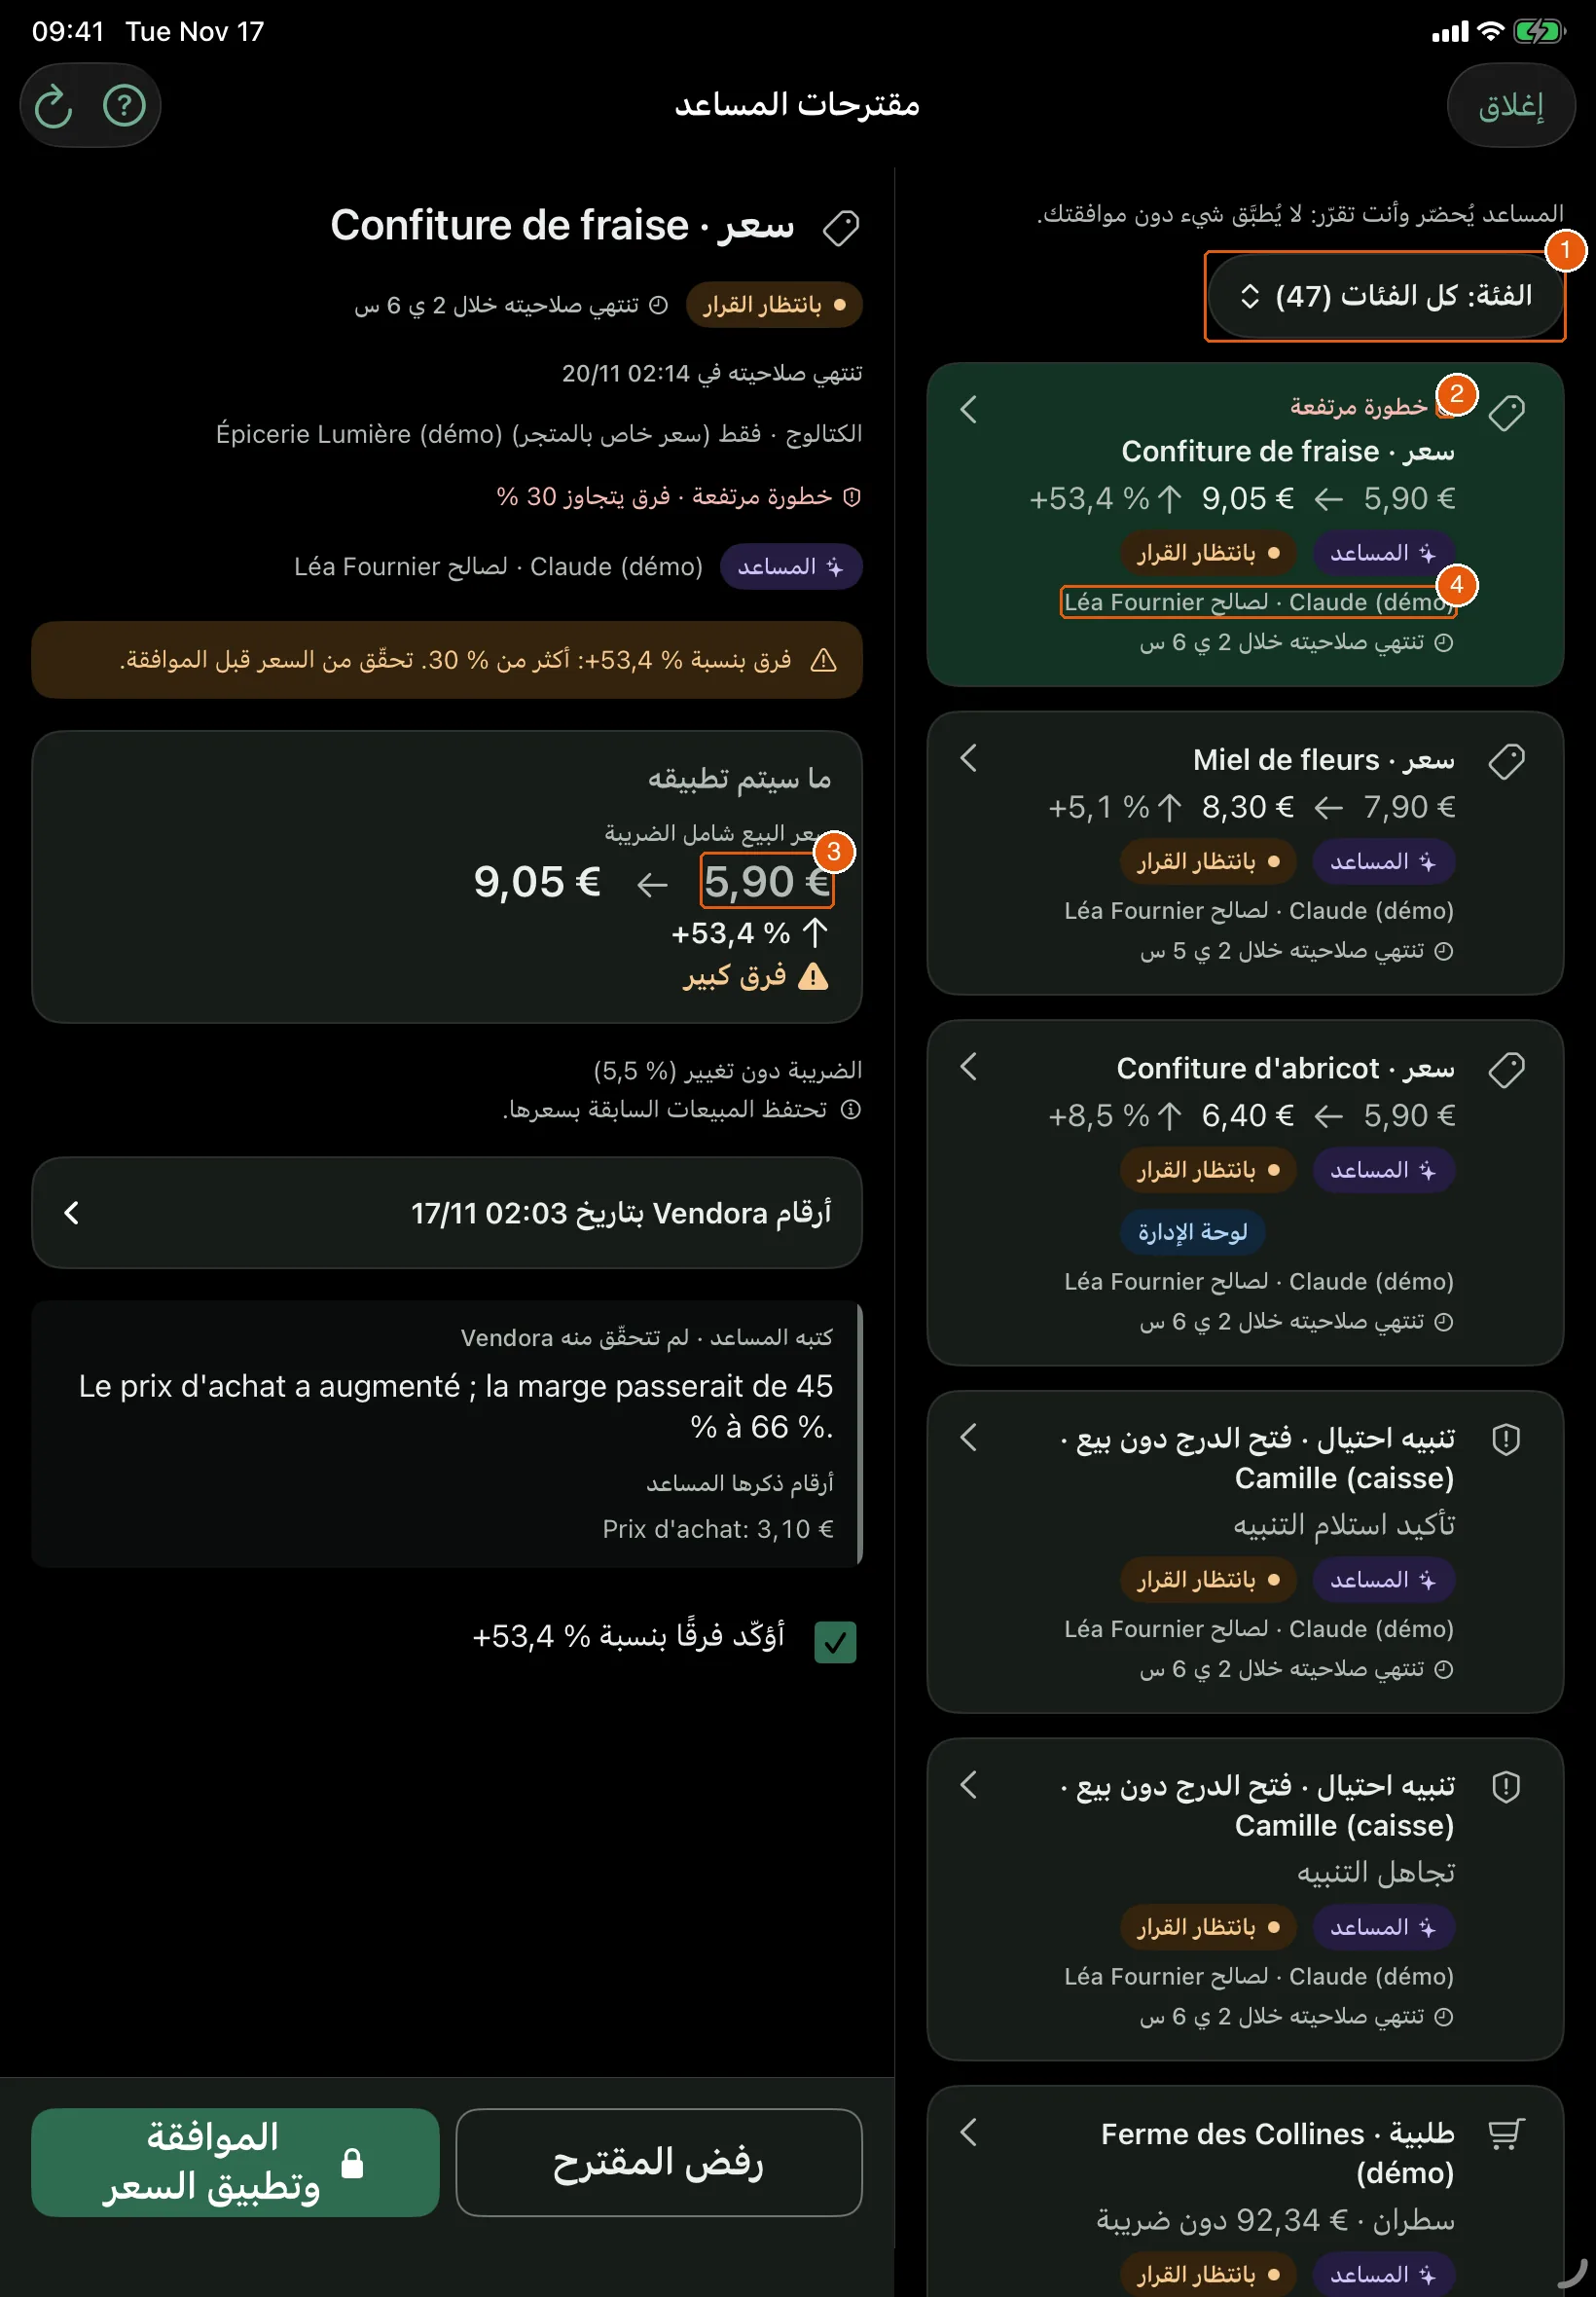 09:41 Tue Nov 17
مقترحات المساعد
إغلاق
المساعد يُحضّر وأنت تقرّر: لا يُطبَّق شيء دون موافقتك.
1
الفئة: كل الفئات (47)
2
خطورة مرتفعة
سعر · Confiture de fraise
5,90 € ← 9,05 € ↑ +53,4 %
المساعد
بانتظار القرار
4
Claude (démo) · لصالح Léa Fournier
تنتهي صلاحيته خلال 2 ي 6 س
سعر · Miel de fleurs
7,90 € ← 8,30 € ↑ +5,1 %
المساعد
بانتظار القرار
Claude (démo) · لصالح Léa Fournier
تنتهي صلاحيته خلال 2 ي 5 س
سعر · Confiture d'abricot
5,90 € ← 6,40 € ↑ +8,5 %
المساعد
بانتظار القرار
لوحة الإدارة
Claude (démo) · لصالح Léa Fournier
تنتهي صلاحيته خلال 2 ي 6 س
تنبيه احتيال · فتح الدرج دون بيع ·
Camille (caisse)
تأكيد استلام التنبيه
المساعد
بانتظار القرار
Claude (démo) · لصالح Léa Fournier
تنتهي صلاحيته خلال 2 ي 6 س
تنبيه احتيال · فتح الدرج دون بيع ·
Camille (caisse)
تجاهل التنبيه
المساعد
بانتظار القرار
Claude (démo) · لصالح Léa Fournier
تنتهي صلاحيته خلال 2 ي 6 س
طلبية · Ferme des Collines
(démo)
سطران · 92,34 € دون ضريبة
المساعد
بانتظار القرار
سعر · Confiture de fraise
بانتظار القرار
تنتهي صلاحيته خلال 2 ي 6 س
تنتهي صلاحيته في 02:14 20/11
الكتالوج · فقط (سعر خاص بالمتجر) Épicerie Lumière (démo)
خطورة مرتفعة · فرق يتجاوز 30 %
المساعد
Claude (démo) · لصالح Léa Fournier
فرق بنسبة +53,4 %: أكثر من 30 %. تحقّق من السعر قبل الموافقة.
ما سيتم تطبيقه
سعر البيع شامل الضريبة
3
5,90 € ← 9,05 €
↑ +53,4 %
فرق كبير
الضريبة دون تغيير (5,5 %)
تحتفظ المبيعات السابقة بسعرها.
أرقام Vendora بتاريخ 02:03 17/11
كتبه المساعد · لم تتحقّق منه Vendora
Le prix d'achat a augmenté ; la marge passerait de 45
% à 66 %.
أرقام ذكرها المساعد
Prix d'achat: 3,10 €
أؤكّد فرقًا بنسبة +53,4 %
رفض المقترح
الموافقة
وتطبيق السعر